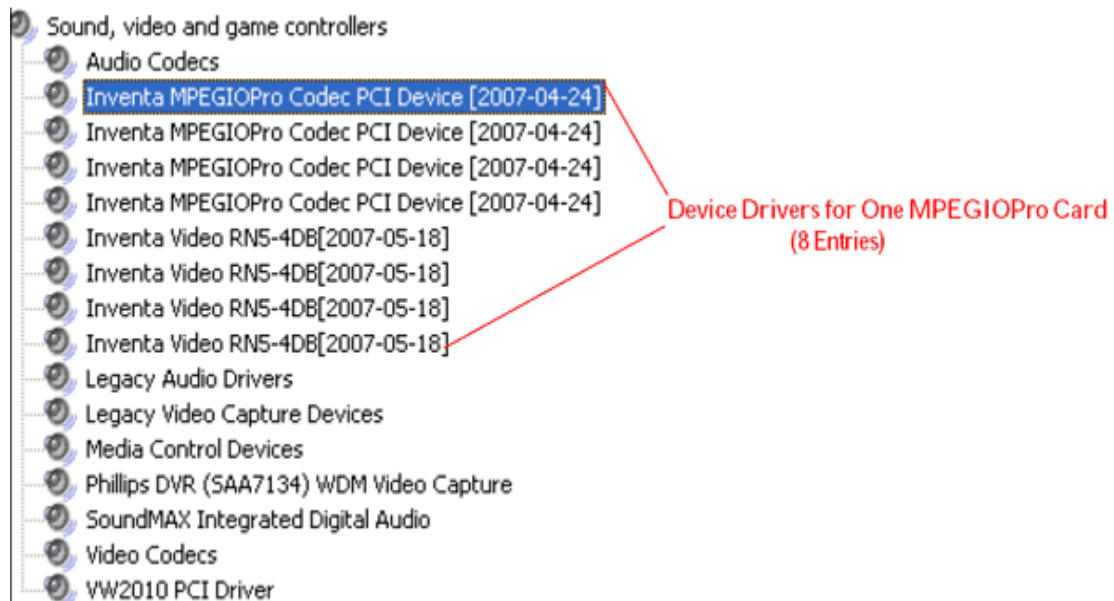 Sound, video and game controllers
Audio Codecs
Inventa MPEGIOPro Codec PCI Device [2007-04-24]
Inventa MPEGIOPro Codec PCI Device [2007-04-24]
Inventa MPEGIOPro Codec PCI Device [2007-04-24]
Inventa MPEGIOPro Codec PCI Device [2007-04-24]
Inventa Video RN5-4DB[2007-05-18]
Inventa Video RN5-4DB[2007-05-18]
Inventa Video RN5-4DB[2007-05-18]
Inventa Video RN5-4DB[2007-05-18]
Legacy Audio Drivers
Legacy Video Capture Devices
Media Control Devices
Phillips DVR (SAA7134) WDM Video Capture
SoundMAX Integrated Digital Audio
Video Codecs
VW2010 PCI Driver
Device Drivers for One MPEGIOPro Card
(8 Entries)